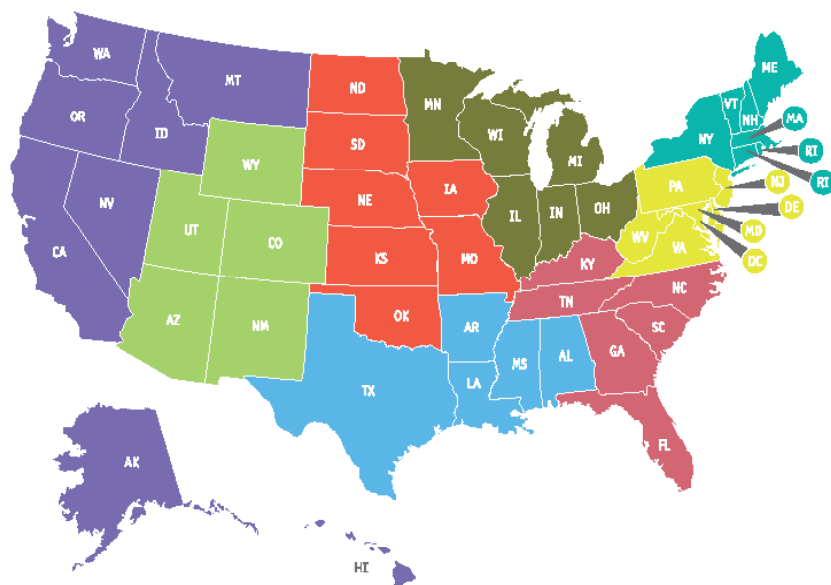 WA
MT
ND
MN
ME
VT
NH
MA
OR
ID
SD
WI
MI
NY
RI
RI
WY
NE
IA
PA
NJ
DE
NV
UT
CO
IL
IN
OH
WV
MD
VA
DC
CA
KS
MO
KY
NC
AZ
NM
OK
AR
TN
SC
TX
LA
MS
AL
GA
FL
AK
HI